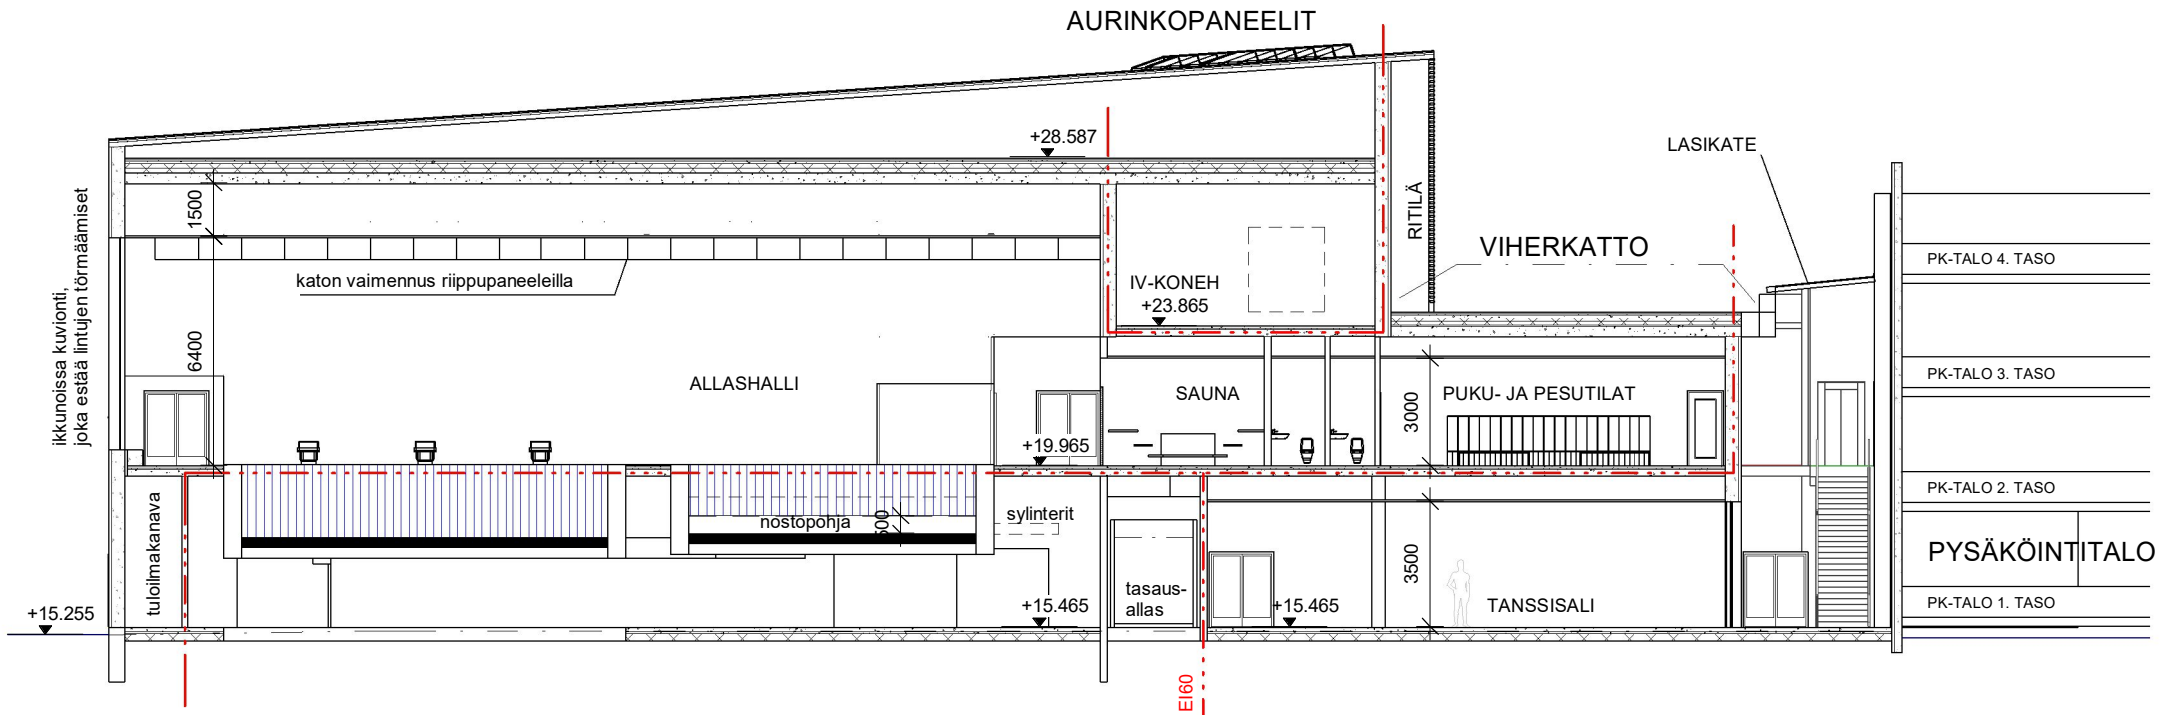 AURINKOPANEELIT
+28.587
LASIKATE
1500
RITILÄ
VIHERKATTO
PK-TALO 4. TASO
ikkunoissa kuviointi,
joka estää lintujen törmäämiset
katon vaimennus riippupaneeleilla
IV-KONEH
+23.865
6400
ALLASHALLI
SAUNA
3000
PUKU- JA PESUTILAT
PK-TALO 3. TASO
+19.965
PK-TALO 2. TASO
tuloilmakanava
nostopohja
sylinterit
3500
PYSÄKÖINTITALO
tasaus-
allas
+15.255
+15.465
+15.465
TANSSISALI
PK-TALO 1. TASO
EI60